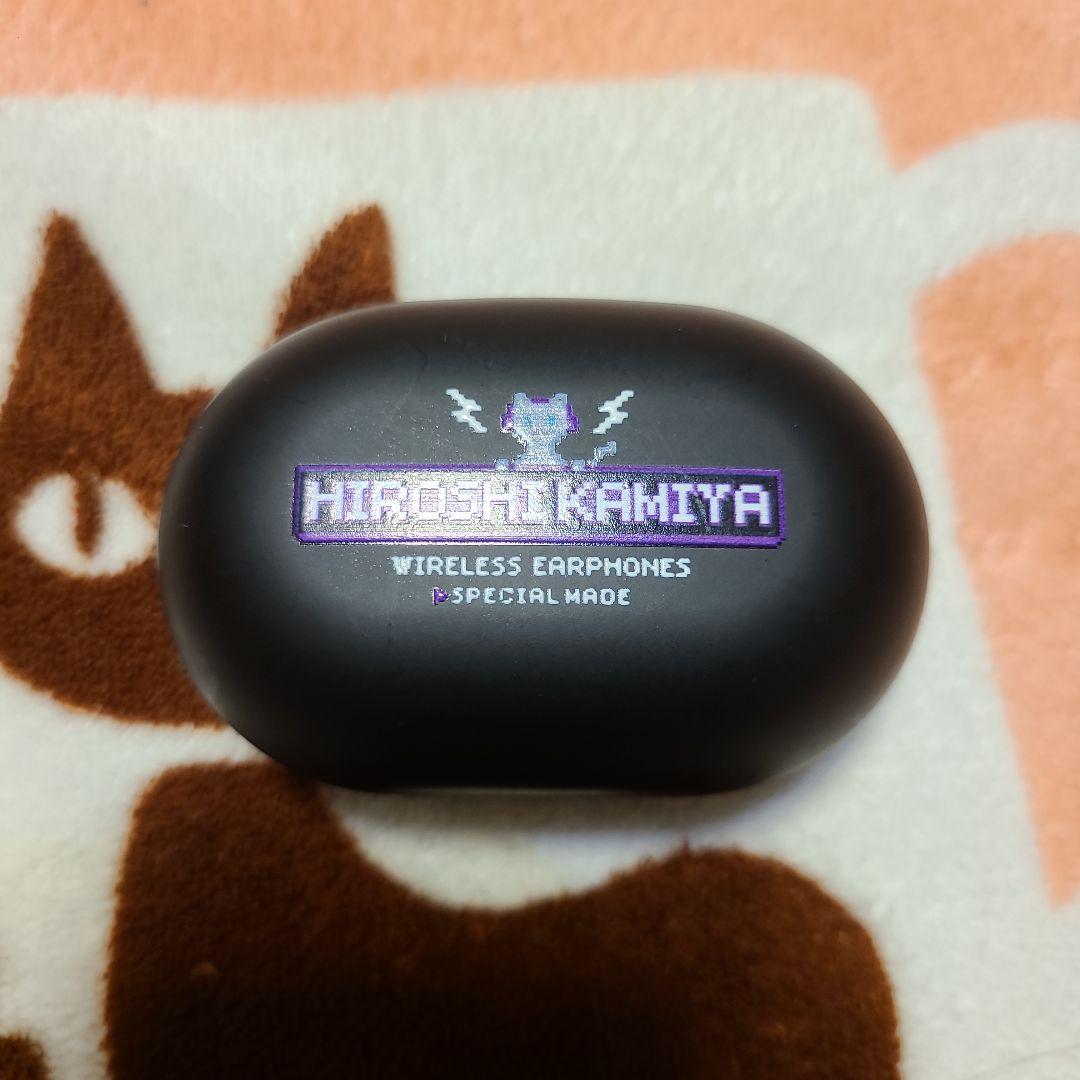 HIROSHI KAMIYA
WIRELESS EARPHONES
▶SPECIAL MADE